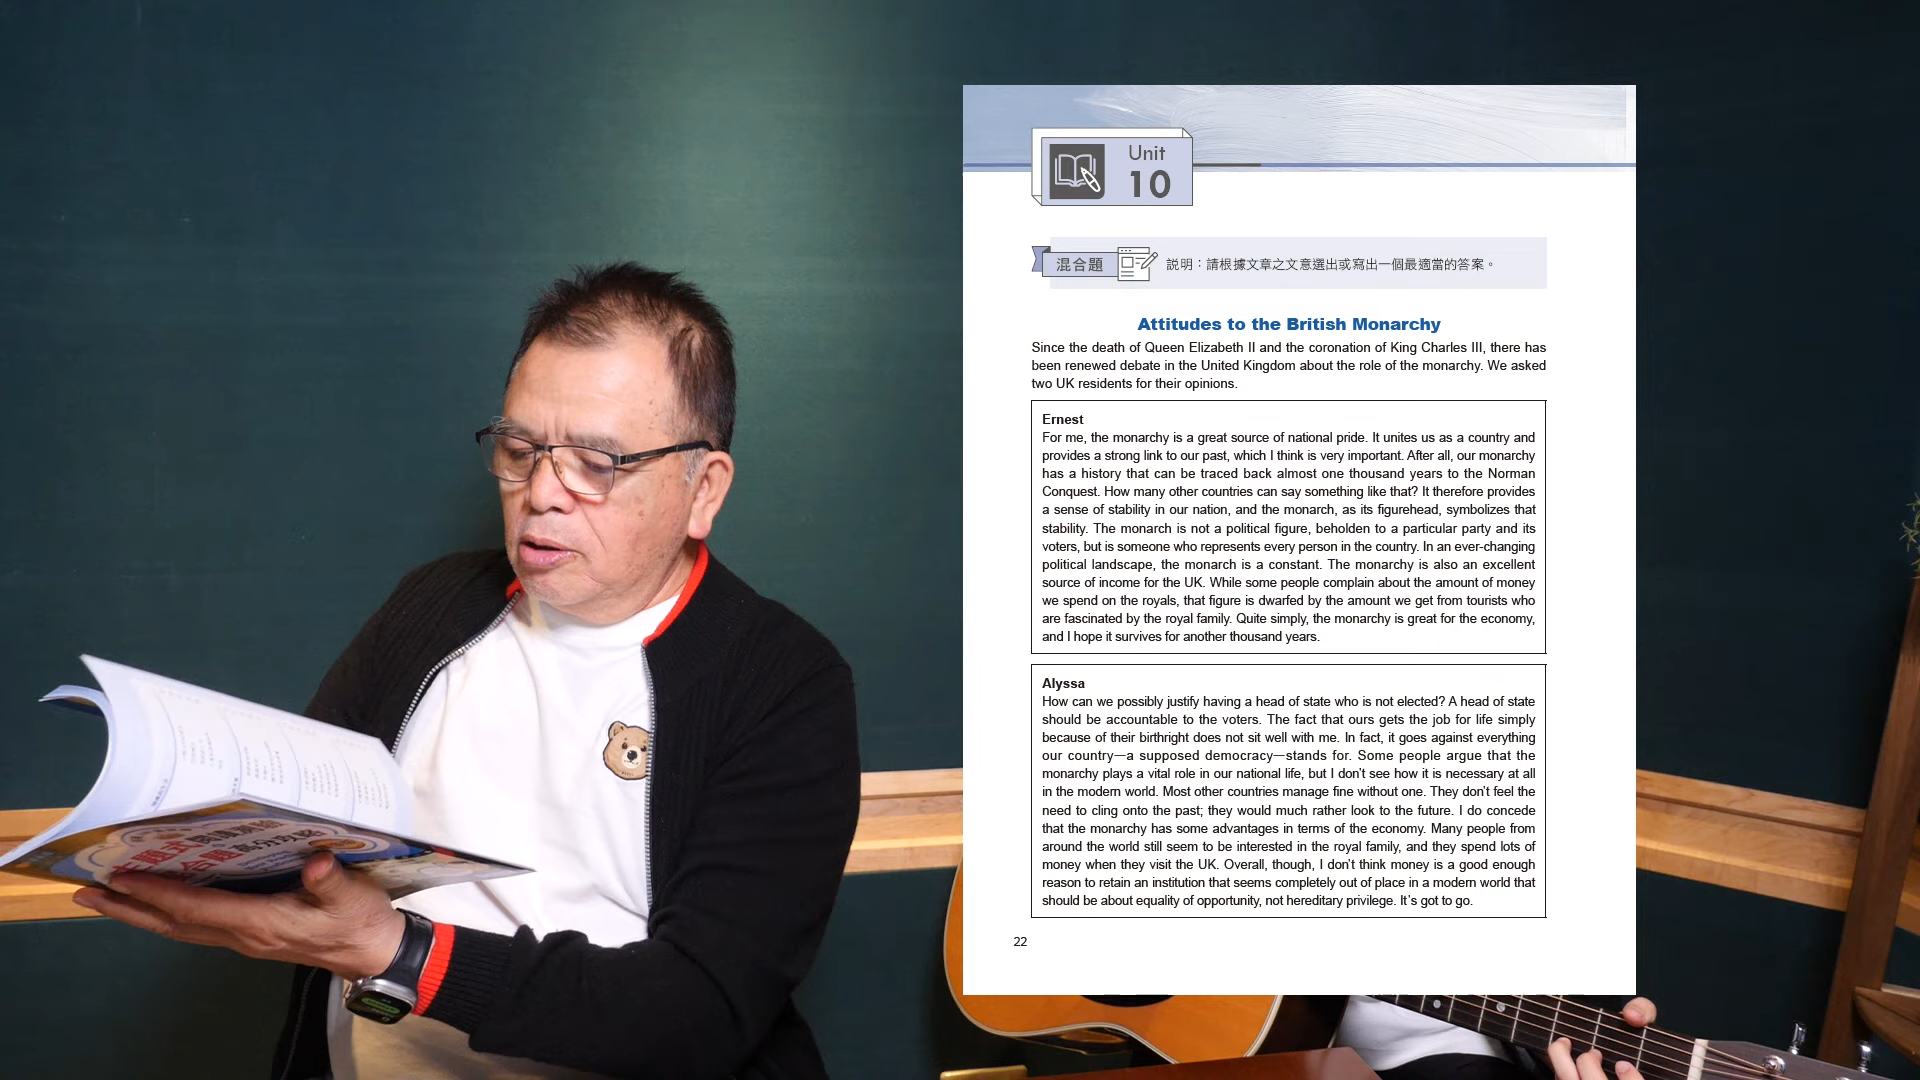 Unit
10
混合題
說明:請根據文章之文意選出或寫出一個最適當的答案。
Attitudes to the British Monarchy
Since the death of Queen Elizabeth II and the coronation of King Charles III, there has
been renewed debate in the United Kingdom about the role of the monarchy. We asked
two UK residents for their opinions.
Ernest
For me, the monarchy is a great source of national pride. It unites us as a country and
provides a strong link to our past, which I think is very important. After all, our monarchy
has a history that can be traced back almost one thousand years to the Norman
Conquest. How many other countries can say something like that? It therefore provides
a sense of stability in our nation, and the monarch, as its figurehead, symbolizes that
stability. The monarch is not a political figure, beholden to a particular party and its
voters, but is someone who represents every person in the country. In an ever-changing
political landscape, the monarch is a constant. The monarchy is also an excellent
source of income for the UK. While some people complain about the amount of money
we spend on the royals, that figure is dwarfed by the amount we get from tourists who
are fascinated by the royal family. Quite simply, the monarchy is great for the economy,
and I hope it survives for another thousand years.
Alyssa
How can we possibly justify having a head of state who is not elected? A head of state
should be accountable to the voters. The fact that ours gets the job for life simply
because of their birthright does not sit well with me. In fact, it goes against everything
our country—a supposed democracy—stands for. Some people argue that the
monarchy plays a vital role in our national life, but I don't see how it is necessary at all
in the modern world. Most other countries manage fine without one. They don't feel the
need to cling onto the past; they would much rather look to the future. I do concede
that the monarchy has some advantages in terms of the economy. Many people from
around the world still seem to be interested in the royal family, and they spend lots of
money when they visit the UK. Overall, though, I don't think money is a good enough
reason to retain an institution that seems completely out of place in a modern world that
should be about equality of opportunity, not hereditary privilege. It's got to go.
22